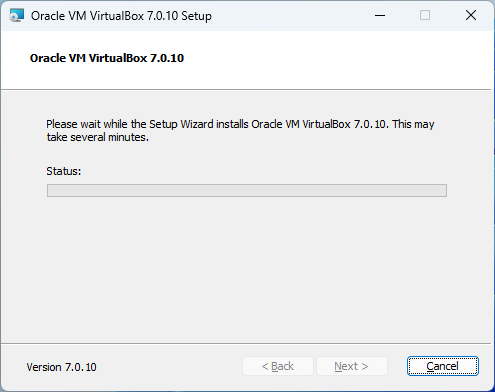 Oracle VM VirtualBox 7.0.10 Setup
Oracle VM VirtualBox 7.0.10
Please wait while the Setup Wizard installs Oracle VM VirtualBox 7.0.10. This may
take several minutes.
Status:
Version 7.0.10
< Back
Next >
Cancel